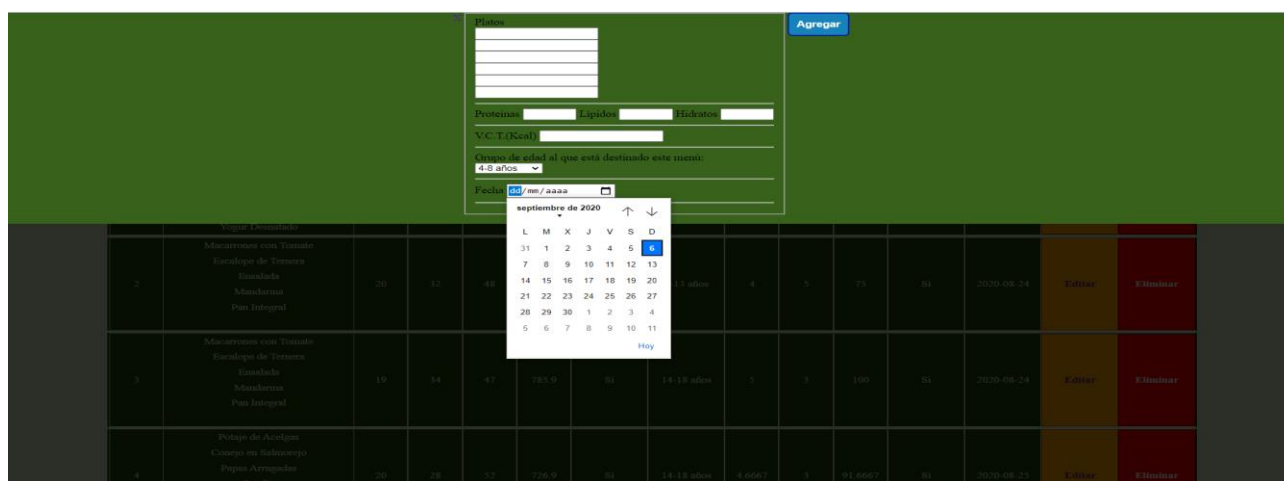 Platos
Agregar
Proteinas Lípidos Hidratos
V.C.T.(Kcal)
Grupo de edad al que está destinado este menú:
4-8 años
Fecha dd/mm/aaaa
septiembre de 2020
L M X J V S D
31 1 2 3 4 5 6
7 8 9 10 11 12 13
14 15 16 17 18 19 20
21 22 23 24 25 26 27
28 29 30 1 2 3 4
5 6 7 8 9 10 11
Hoy
Yogur Desnatado
Macarrones con Tomate
Escalope de Ternera
Ensalada
2 20 32 48 años 4 5 75 Si 2020-08-24 Editar Eliminar
Mandarina
Pan Integral
Macarrones con Tomate
Escalope de Ternera
Ensalada
3 19 34 47 785.9 Si 14-18 años 5 3 100 Si 2020-08-24 Editar Eliminar
Mandarina
Pan Integral
Potaje de Acelgas
Conejo en Salmorejo
Papas Arrugadas
4 20 28 52 726.9 Si 14-18 años 4.6667 3 91.6667 Si 2020-08-25 Editar Eliminar